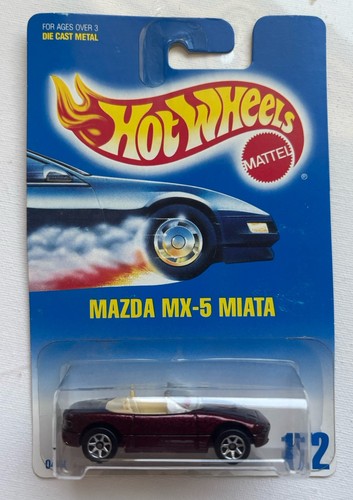 FOR AGES OVER 3
DIE CAST METAL
HOT WHEELS
MATTEL
®
MAZDA MX-5 MIATA